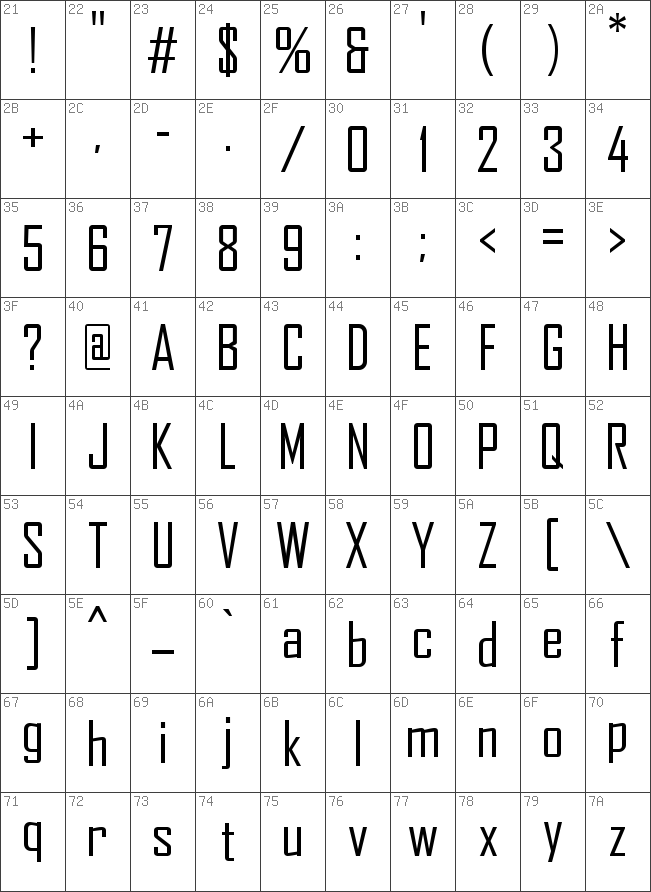 21 22 23 24 25 26 27 28 29 2A
! " # $ % & ' ( ) *
2B 2C 2D 2E 2F 30 31 32 33 34
+ , - . / 0 1 2 3 4
35 36 37 38 39 3A 3B 3C 3D 3E
5 6 7 8 9 : ; < = >
3F 40 41 42 43 44 45 46 47 48
? @ A B C D E F G H
49 4A 4B 4C 4D 4E 4F 50 51 52
I J K L M N O P Q R
53 54 55 56 57 58 59 5A 5B 5C
S T U V W X Y Z [ \
5D 5E 5F 60 61 62 63 64 65 66
] ^ _ ` a b c d e f
67 68 69 6A 6B 6C 6D 6E 6F 70
g h i j k l m n o p
71 72 73 74 75 76 77 78 79 7A
q r s t u v w x y z